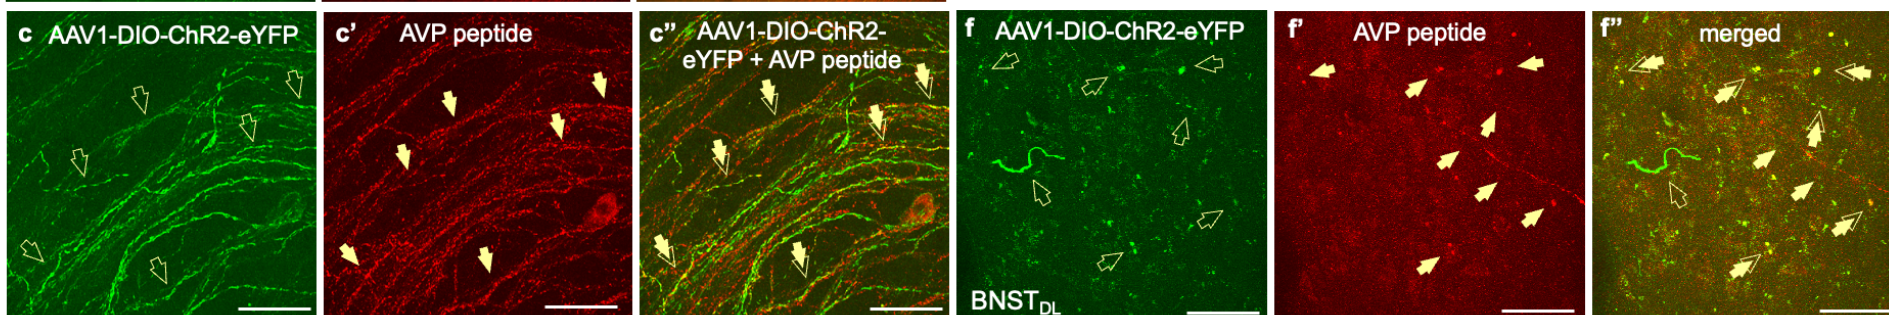 c AAV1-DIO-ChR2-eYFP
c' AVP peptide
c" AAV1-DIO-ChR2-
eYFP + AVP peptide
f AAV1-DIO-ChR2-eYFP
BNST_DL
f' AVP peptide
f" merged